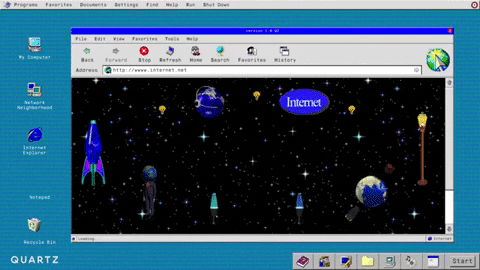 Programs Favorites Documents Settings Find Help Run Shut Down
version 1.0 W2
File Edit View Favorites Tools Help
Back Forward Stop Refresh Home Search Favorites History
Address http://www.internet.net
My Computer
Network Neighborhood
Internet Explorer
Notepad
Recycle Bin
Internet
Loading.
Internet
QUARTZ
Start